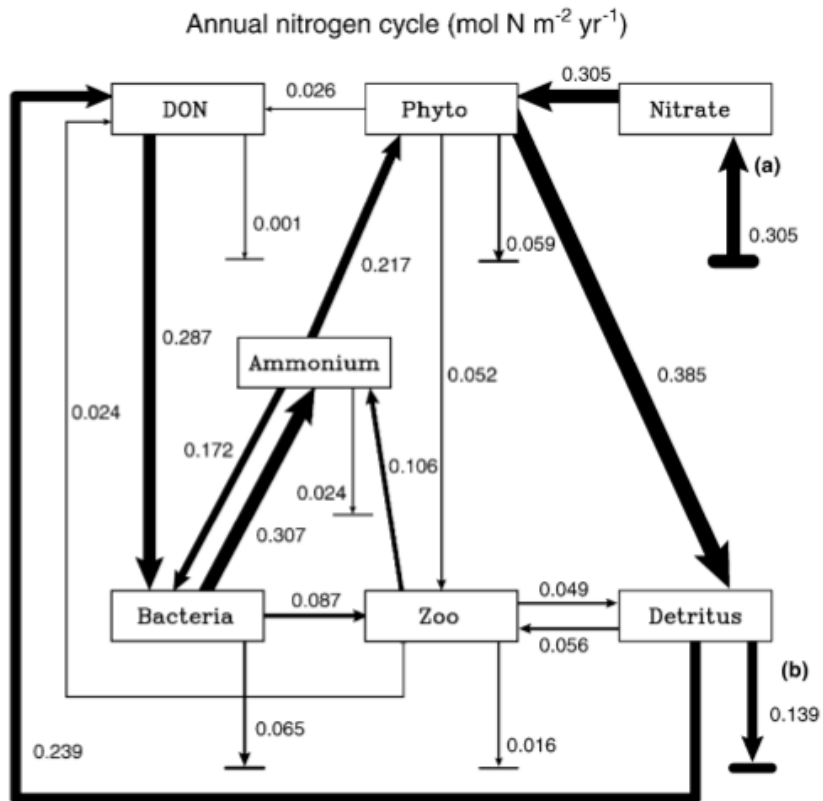 Annual nitrogen cycle (mol N m⁻² yr⁻¹)
DON
0.026
Phyto
0.305
Nitrate
(a)
0.001
0.059
0.305
0.217
0.287
Ammonium
0.052
0.385
0.024
0.172
0.106
0.024
0.307
Bacteria
0.087
Zoo
0.049
Detritus
0.056
(b)
0.065
0.139
0.239
0.016